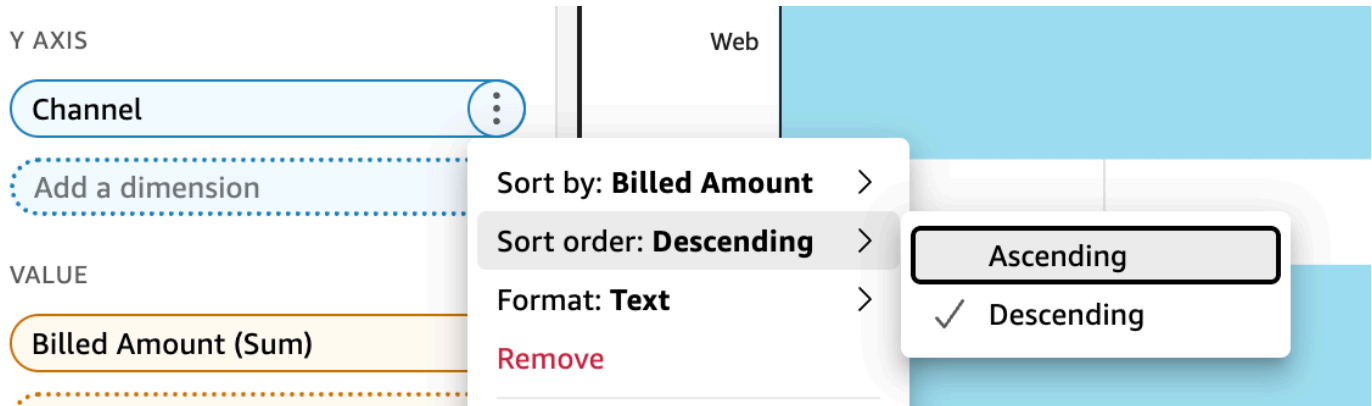 Y AXIS
Channel
Add a dimension
VALUE
Billed Amount (Sum)
Web
Sort by: Billed Amount
Sort order: Descending
Format: Text
Remove
Ascending
Descending